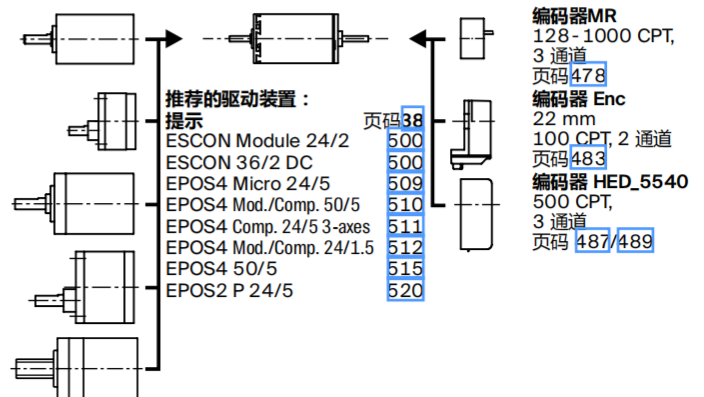 推荐的驱动装置：
提示 页码38
ESCON Module 24/2 500
ESCON 36/2 DC 500
EPOS4 Micro 24/5 509
EPOS4 Mod./Comp. 50/5 510
EPOS4 Comp. 24/5 3-axes 511
EPOS4 Mod./Comp. 24/1.5 512
EPOS4 50/5 515
EPOS2 P 24/5 520
编码器MR
128-1000 CPT,
3 通道
页码478
编码器 Enc
22 mm
100 CPT, 2 通道
页码483
编码器 HED_5540
500 CPT,
3 通道
页码 487/489